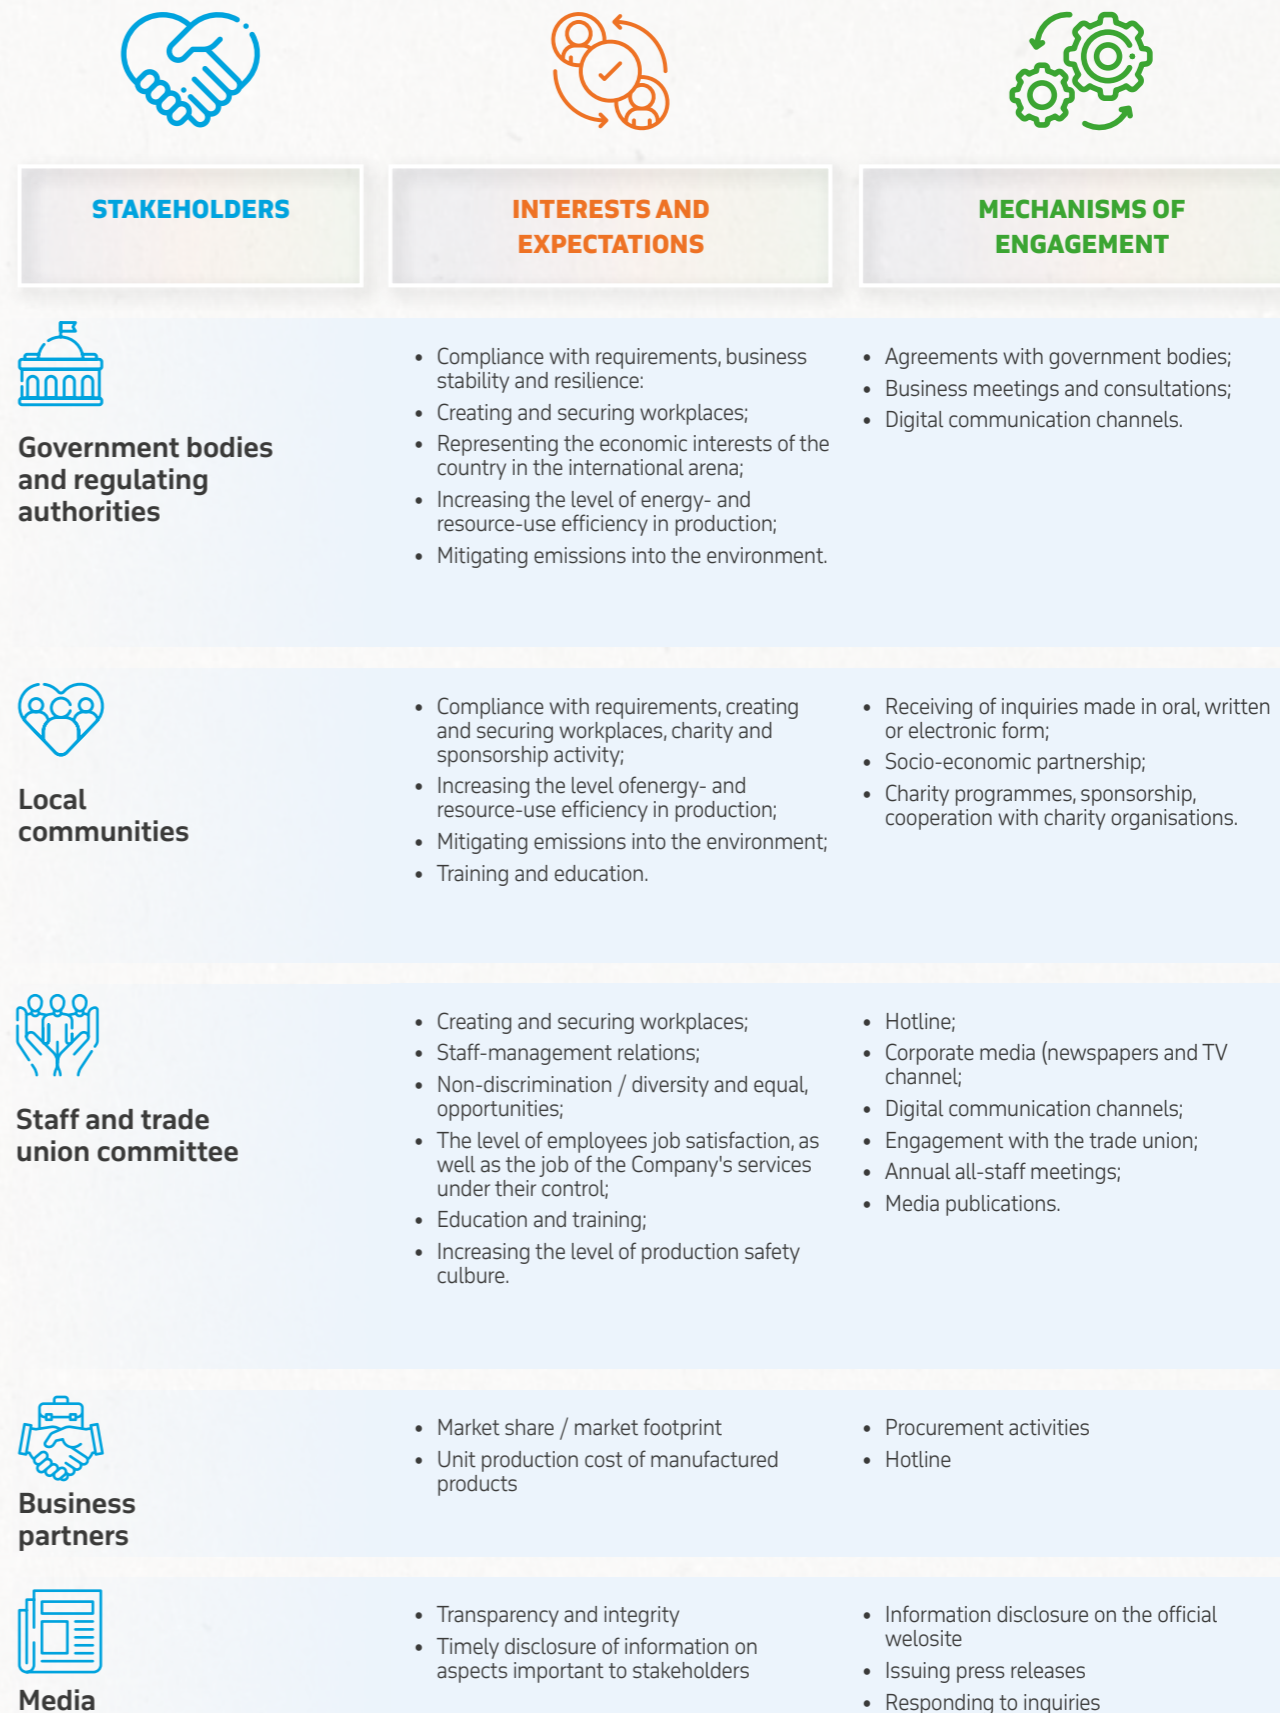 STAKEHOLDERS
INTERESTS AND
EXPECTATIONS
MECHANISMS OF
ENGAGEMENT
Government bodies
and regulating
authorities
• Compliance with requirements, business
stability and resilience:
• Creating and securing workplaces;
• Representing the economic interests of the
country in the international arena;
• Increasing the level of energy- and
resource-use efficiency in production;
• Mitigating emissions into the environment.
• Agreements with government bodies;
• Business meetings and consultations;
• Digital communication channels.
Local
communities
• Compliance with requirements, creating
and securing workplaces, charity and
sponsorship activity;
• Increasing the level ofenergy- and
resource-use efficiency in production;
• Mitigating emissions into the environment;
• Training and education.
• Receiving of inquiries made in oral, written
or electronic form;
• Socio-economic partnership;
• Charity programmes, sponsorship,
cooperation with charity organisations.
Staff and trade
union committee
• Creating and securing workplaces;
• Staff-management relations;
• Non-discrimination / diversity and equal,
opportunities;
• The level of employees job satisfaction, as
well as the job of the Company's services
under their control;
• Education and training;
• Increasing the level of production safety
culbure.
• Hotline;
• Corporate media (newspapers and TV
channel;
• Digital communication channels;
• Engagement with the trade union;
• Annual all-staff meetings;
• Media publications.
Business
partners
• Market share / market footprint
• Unit production cost of manufactured
products
• Procurement activities
• Hotline
Media
• Transparency and integrity
• Timely disclosure of information on
aspects important to stakeholders
• Information disclosure on the official
welosite
• Issuing press releases
• Responding to inquiries